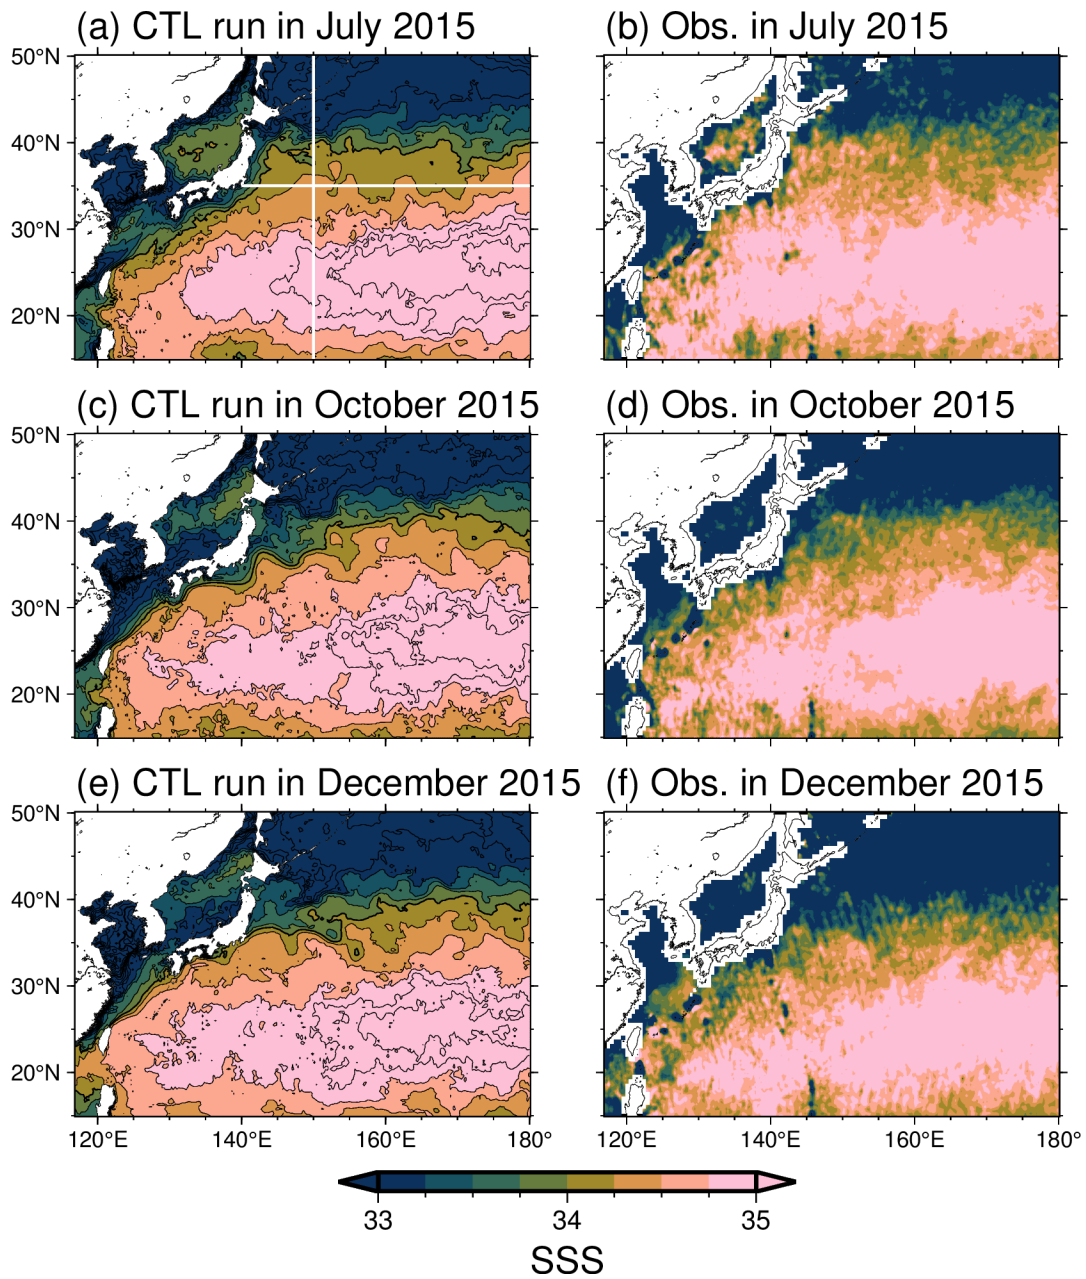 (a) CTL run in July 2015
(b) Obs. in July 2015
50°N
40°N
30°N
20°N
(c) CTL run in October 2015
(d) Obs. in October 2015
50°N
40°N
30°N
20°N
(e) CTL run in December 2015
(f) Obs. in December 2015
50°N
40°N
30°N
20°N
120°E 140°E 160°E 180°
120°E 140°E 160°E 180°
33 34 35
SSS